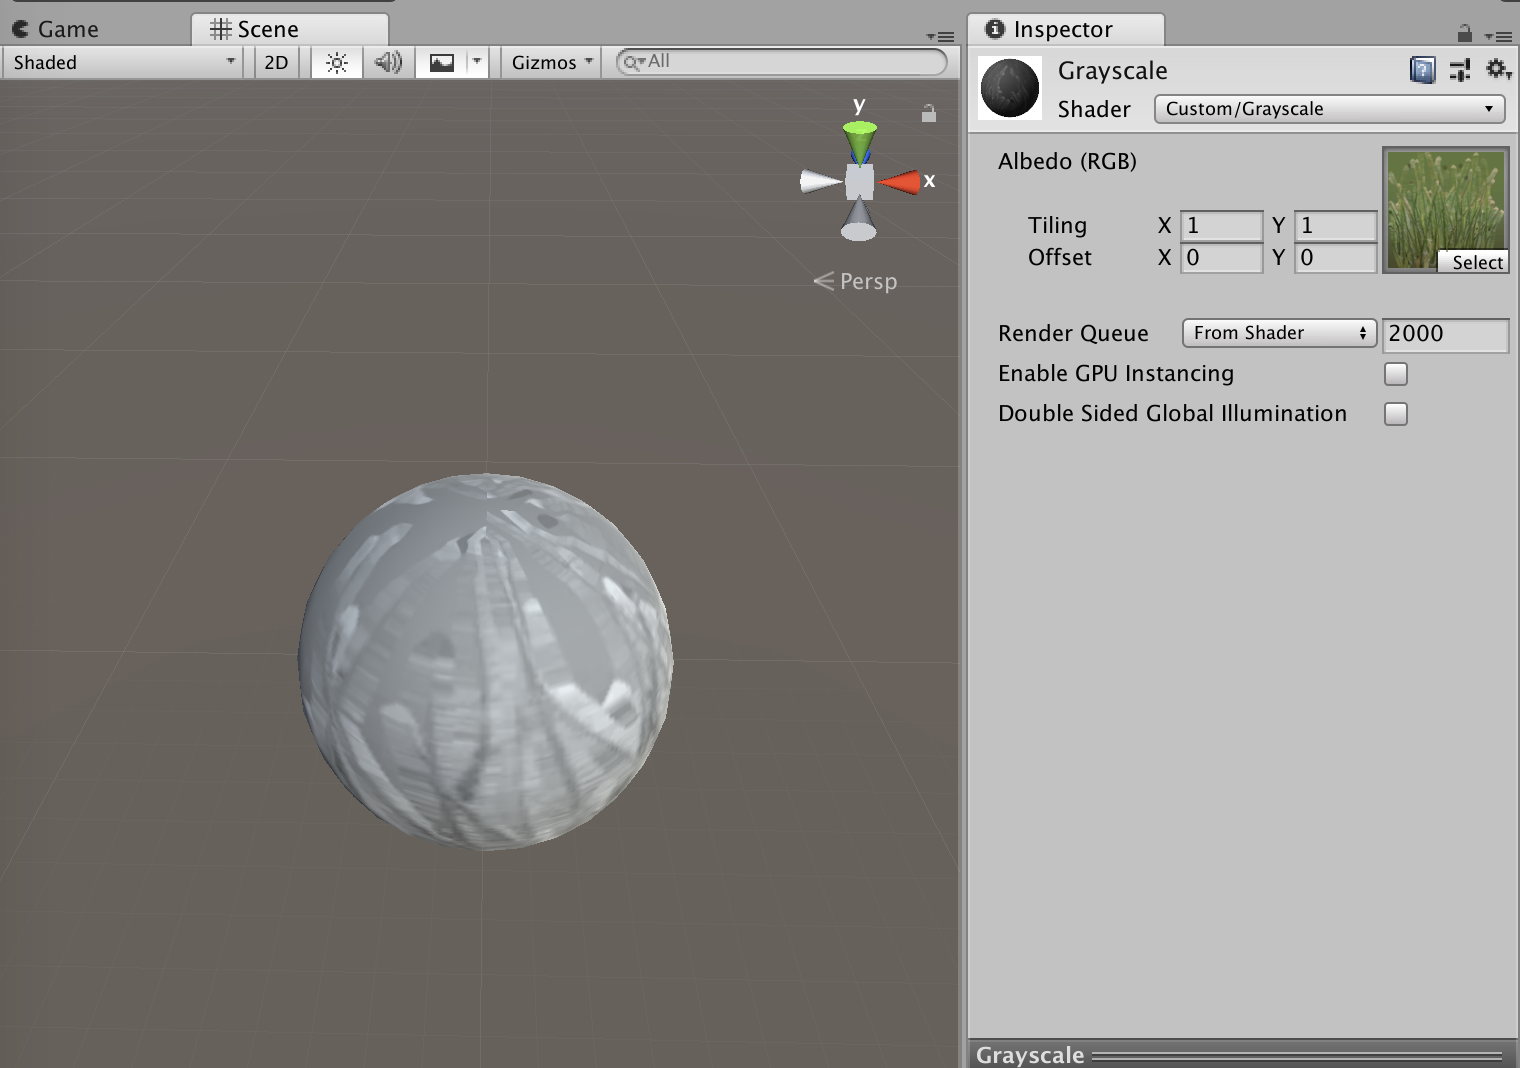 Game
Scene
Shaded
2D
Gizmos
All
y
x
Persp
Inspector
Grayscale
Shader Custom/Grayscale
Albedo (RGB)
Tiling X 1 Y 1
Offset X 0 Y 0
Select
Render Queue From Shader 2000
Enable GPU Instancing
Double Sided Global Illumination
Grayscale